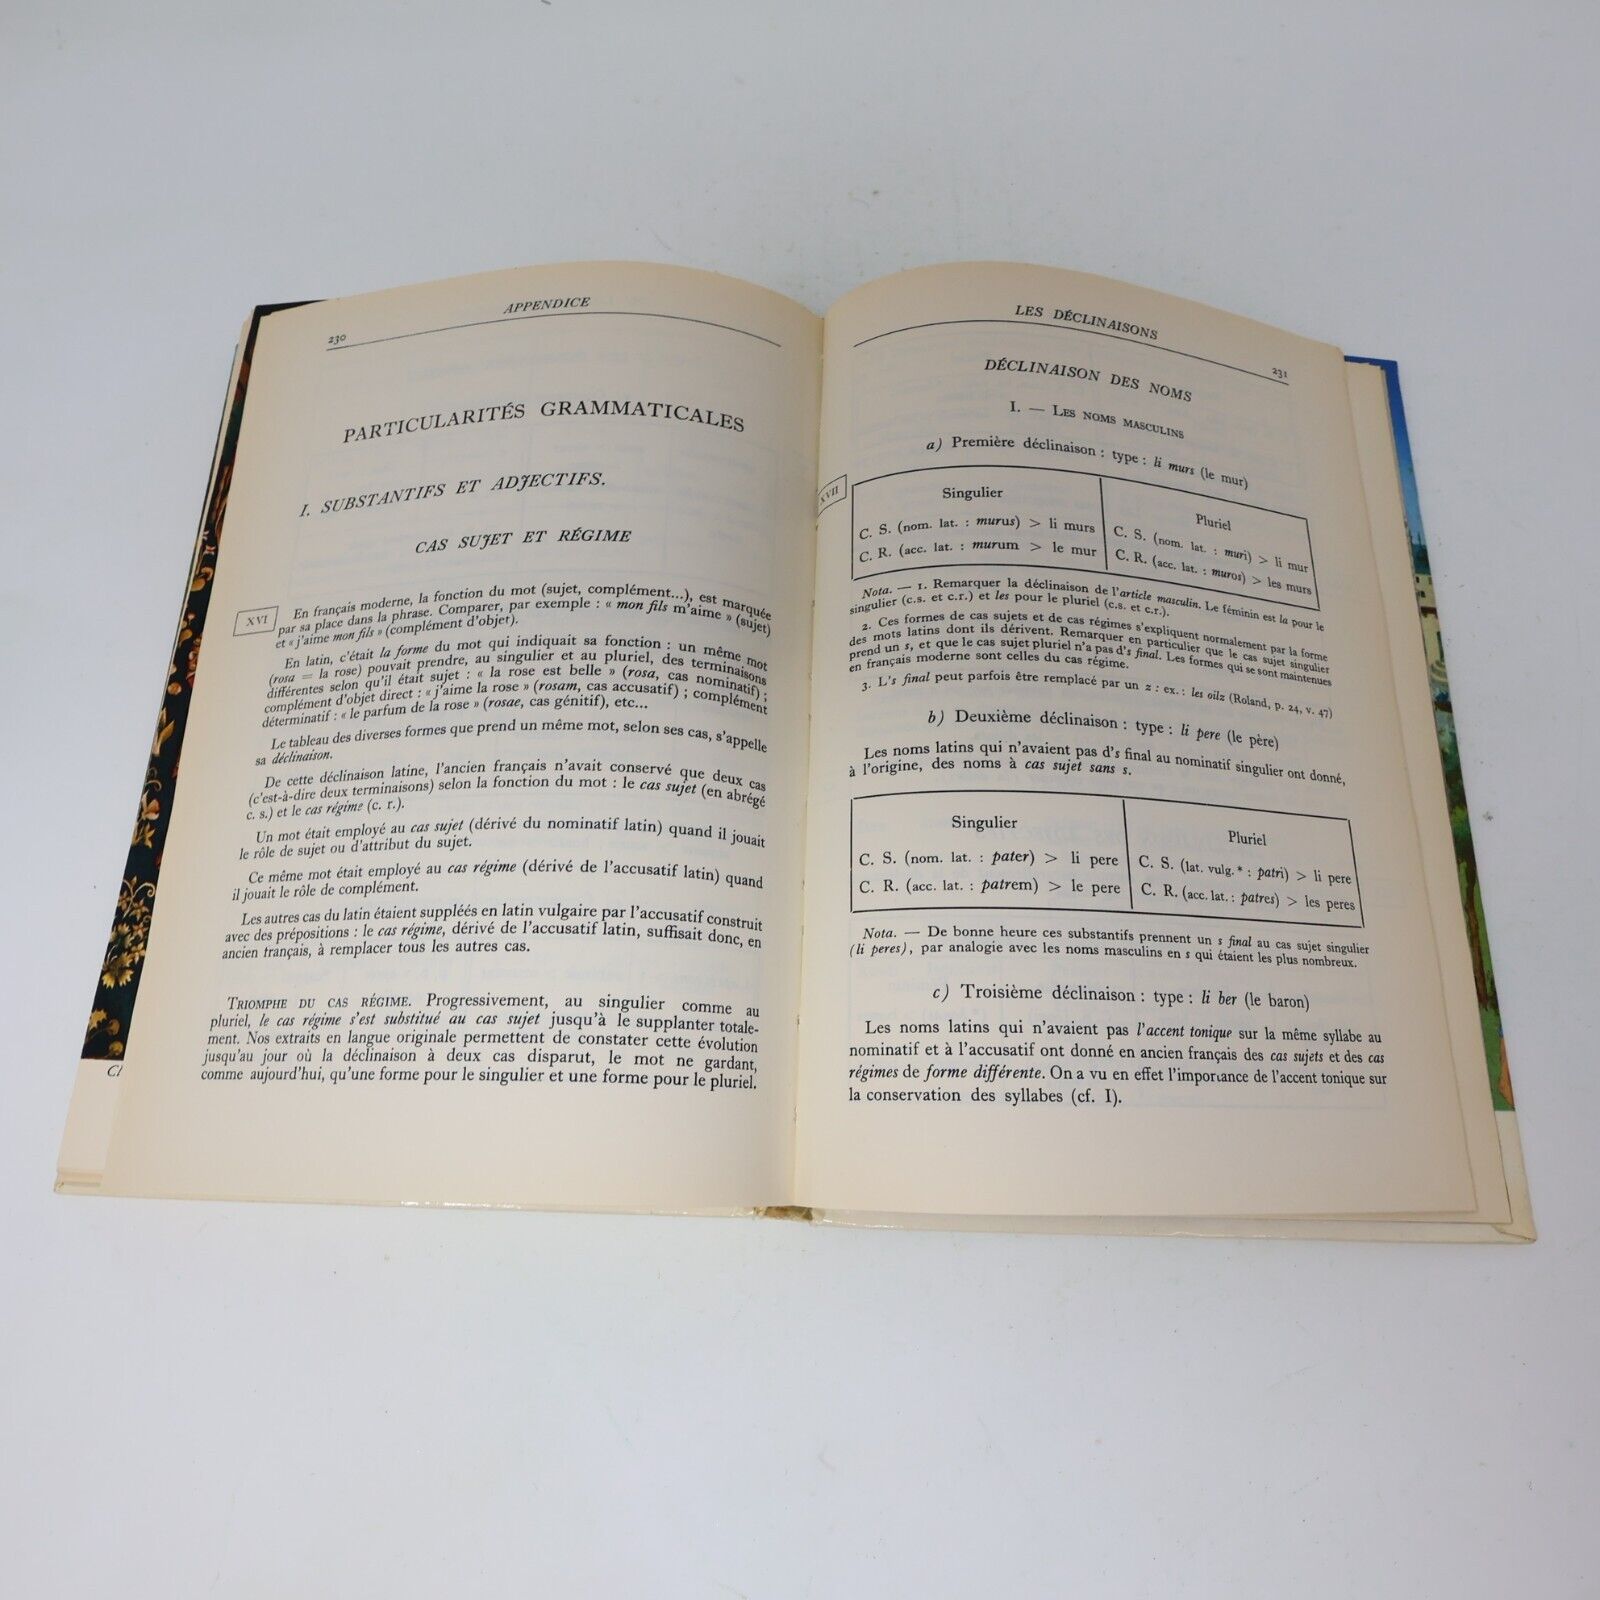 230
APPENDICE
PARTICULARITÉS GRAMMATICALES
I. SUBSTANTIFS ET ADJECTIFS.
CAS SUJET ET RÉGIME
XVI
En français moderne, la fonction du mot (sujet, complément...), est marquée
par sa place dans la phrase. Comparer, par exemple : « mon fils m'aime » (sujet)
et « j'aime mon fils » (complément d'objet).
En latin, c'était la forme du mot qui indiquait sa fonction : un même mot
(rosa = la rose) pouvait prendre, au singulier et au pluriel, des terminaisons
différentes selon qu'il était sujet : « la rose est belle » (rosa, cas nominatif) ;
complément d'objet direct : « j'aime la rose » (rosam, cas accusatif) ; complément
déterminatif : « le parfum de la rose » (rosae, cas génitif), etc...
Le tableau des diverses formes que prend un même mot, selon ses cas, s'appelle
sa déclinaison.
De cette déclinaison latine, l'ancien français n'avait conservé que deux cas
(c'est-à-dire deux terminaisons) selon la fonction du mot : le cas sujet (en abrégé
c. s.) et le cas régime (c. r.).
Un mot était employé au cas sujet (dérivé du nominatif latin) quand il jouait
le rôle de sujet ou d'attribut du sujet.
Ce même mot était employé au cas régime (dérivé de l'accusatif latin) quand
il jouait le rôle de complément.
Les autres cas du latin étaient suppléés en latin vulgaire par l'accusatif construit
avec des prépositions : le cas régime, dérivé de l'accusatif latin, suffisait donc, en
ancien français, à remplacer tous les autres cas.
TRIOMPHE DU CAS RÉGIME. Progressivement, au singulier comme au
pluriel, le cas régime s'est substitué au cas sujet jusqu'à le supplanter totale-
ment. Nos extraits en langue originale permettent de constater cette évolution
jusqu'au jour où la déclinaison à deux cas disparut, le mot ne gardant,
comme aujourd'hui, qu'une forme pour le singulier et une forme pour le pluriel.
LES DÉCLINAISONS
231
DÉCLINAISON DES NOMS
I. — LES NOMS MASCULINS
a) Première déclinaison : type : li murs (le mur)
XVII
Singulier
C. S. (nom. lat. : murus) > li murs
C. R. (acc. lat. : murum > le mur
Pluriel
C. S. (nom. lat. : muri) > li mur
C. R. (acc. lat. : muros) > les murs
Nota. — 1. Remarquer la déclinaison de l'article masculin. Le féminin est la pour le
singulier (c.s. et c.r.) et les pour le pluriel (c.s. et c.r.).
2. Ces formes de cas sujets et de cas régimes s'expliquent normalement par la forme
des mots latins dont ils dérivent. Remarquer en particulier que le cas sujet singulier
prend un s, et que le cas sujet pluriel n'a pas d's final. Les formes qui se sont maintenues
en français moderne sont celles du cas régime.
3. L's final peut parfois être remplacé par un z : ex. : les oilz (Roland, p. 24, v. 47)
b) Deuxième déclinaison : type : li pere (le père)
Les noms latins qui n'avaient pas d's final au nominatif singulier ont donné,
à l'origine, des noms à cas sujet sans s.
Singulier
C. S. (nom. lat. : pater) > li pere
C. R. (acc. lat. : patrem) > le pere
Pluriel
C. S. (lat. vulg.* : patri) > li pere
C. R. (acc. lat. : patres) > les peres
Nota. — De bonne heure ces substantifs prennent un s final au cas sujet singulier
(li peres), par analogie avec les noms masculins en s qui étaient les plus nombreux.
c) Troisième déclinaison : type : li ber (le baron)
Les noms latins qui n'avaient pas l'accent tonique sur la même syllabe au
nominatif et à l'accusatif ont donné en ancien français des cas sujets et des cas
régimes de forme différente. On a vu en effet l'importance de l'accent tonique sur
la conservation des syllabes (cf. I).